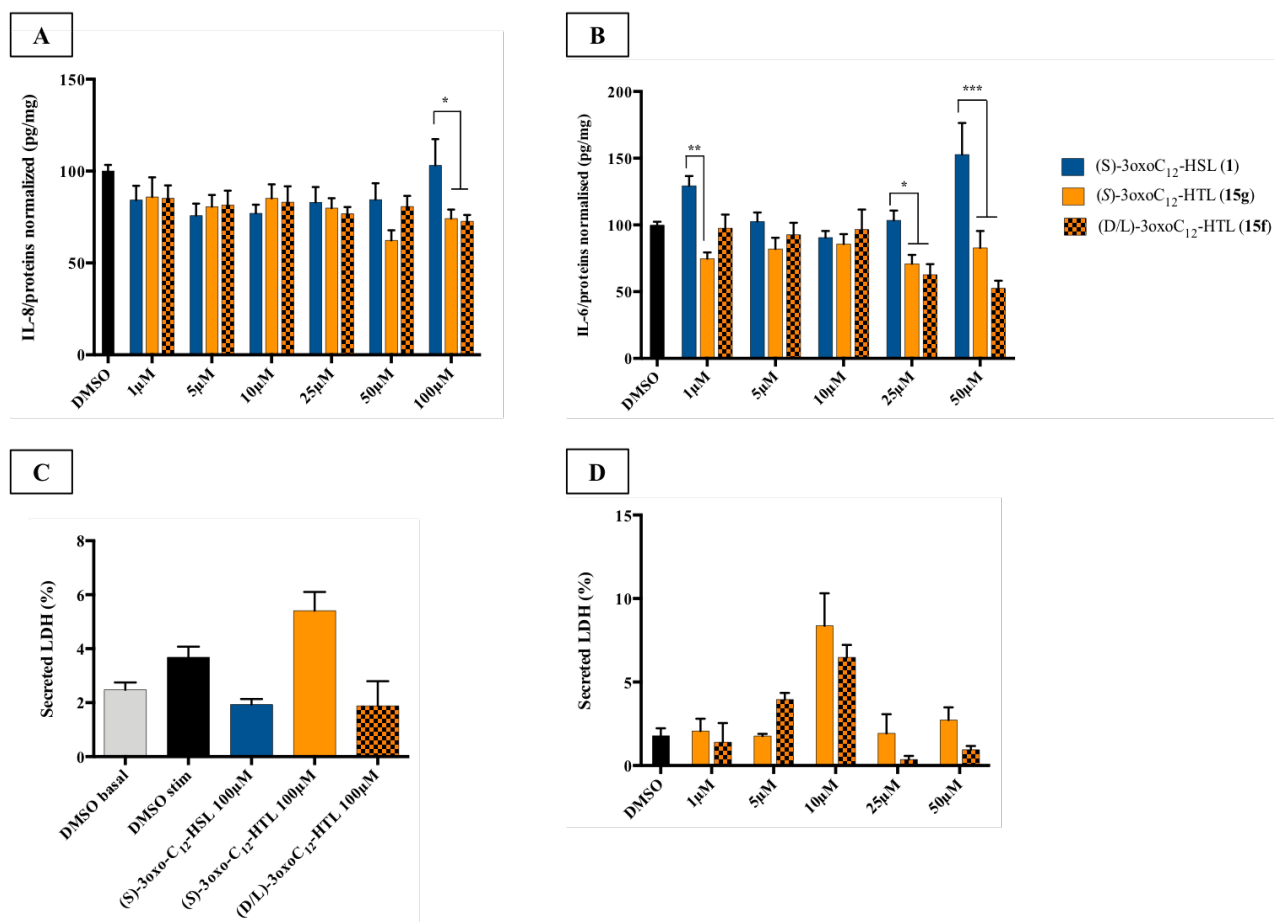 A
IL-8/proteins normalized (pg/mg)
150
100
50
0
*
DMSO
1µM
5µM
10µM
25µM
50µM
100µM
B
IL-6/proteins normalised (pg/mg)
200
150
100
50
0
**
*
***
DMSO
1µM
5µM
10µM
25µM
50µM
(S)-3oxoC12-HSL (1)
(S)-3oxoC12-HTL (15g)
(D/L)-3oxoC12-HTL (15f)
C
Secreted LDH (%)
8
6
4
2
0
DMSO basal
DMSO stim
(S)-3oxo-C12-HSL 100µM
(S)-3oxo-C12-HTL 100µM
(D/L)-3oxoC12-HTL 100µM
D
Secreted LDH (%)
15
10
5
0
DMSO
1µM
5µM
10µM
25µM
50µM